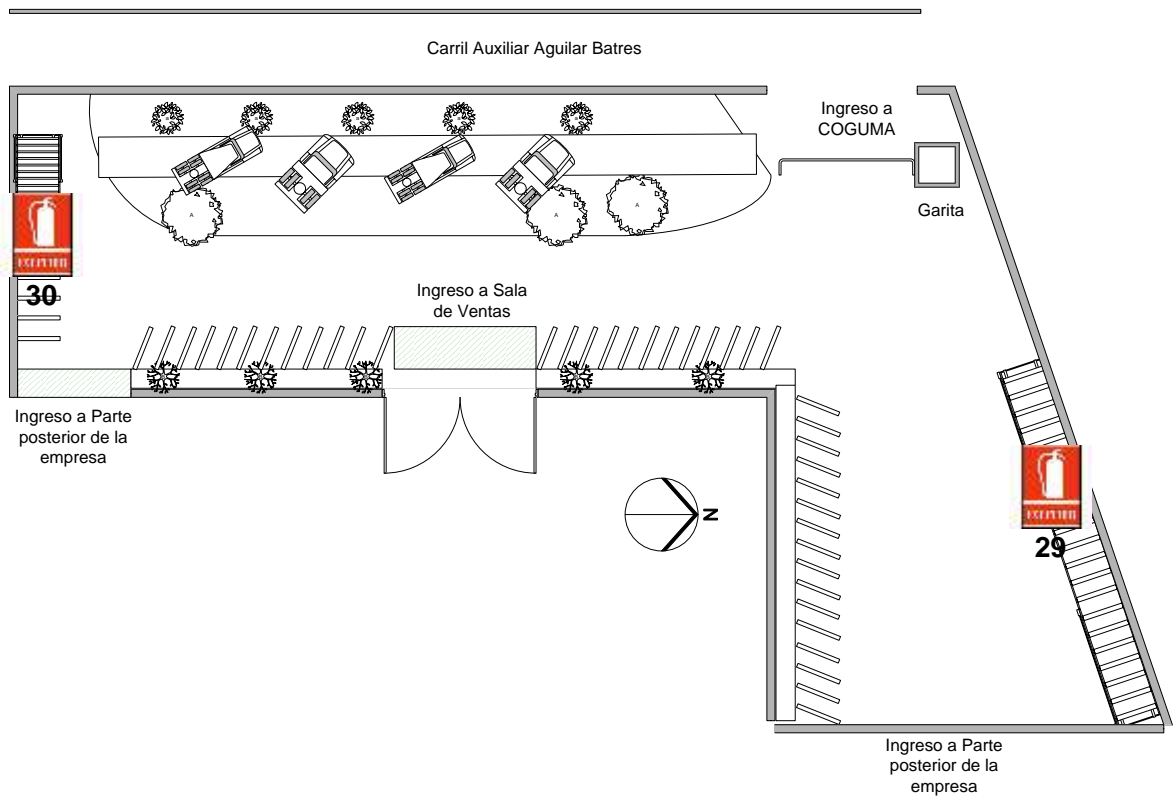 Carril Auxiliar Aguilar Batres
Ingreso a
COGUMA
Garita
30
Ingreso a Sala
de Ventas
Ingreso a Parte
posterior de la
empresa
N
29
Ingreso a Parte
posterior de la
empresa
A
A
A